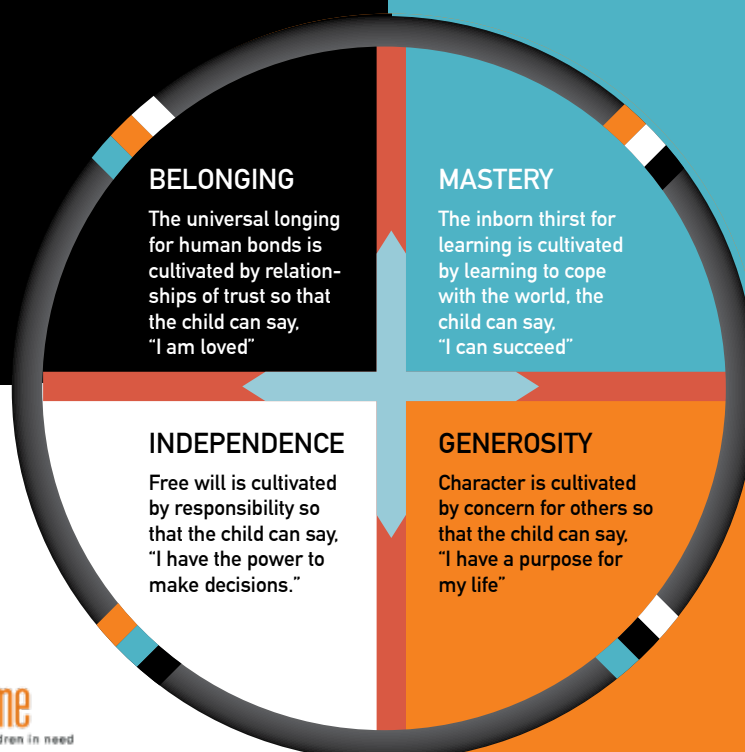 BELONGING
The universal longing
for human bonds is
cultivated by relation-
ships of trust so that
the child can say,
“I am loved”
MASTERY
The inborn thirst for
learning is cultivated
by learning to cope
with the world, the
child can say,
“I can succeed”
INDEPENDENCE
Free will is cultivated
by responsibility so
that the child can say,
“I have the power to
make decisions.”
GENEROSITY
Character is cultivated
by concern for others so
that the child can say,
“I have a purpose for
my life”
in need